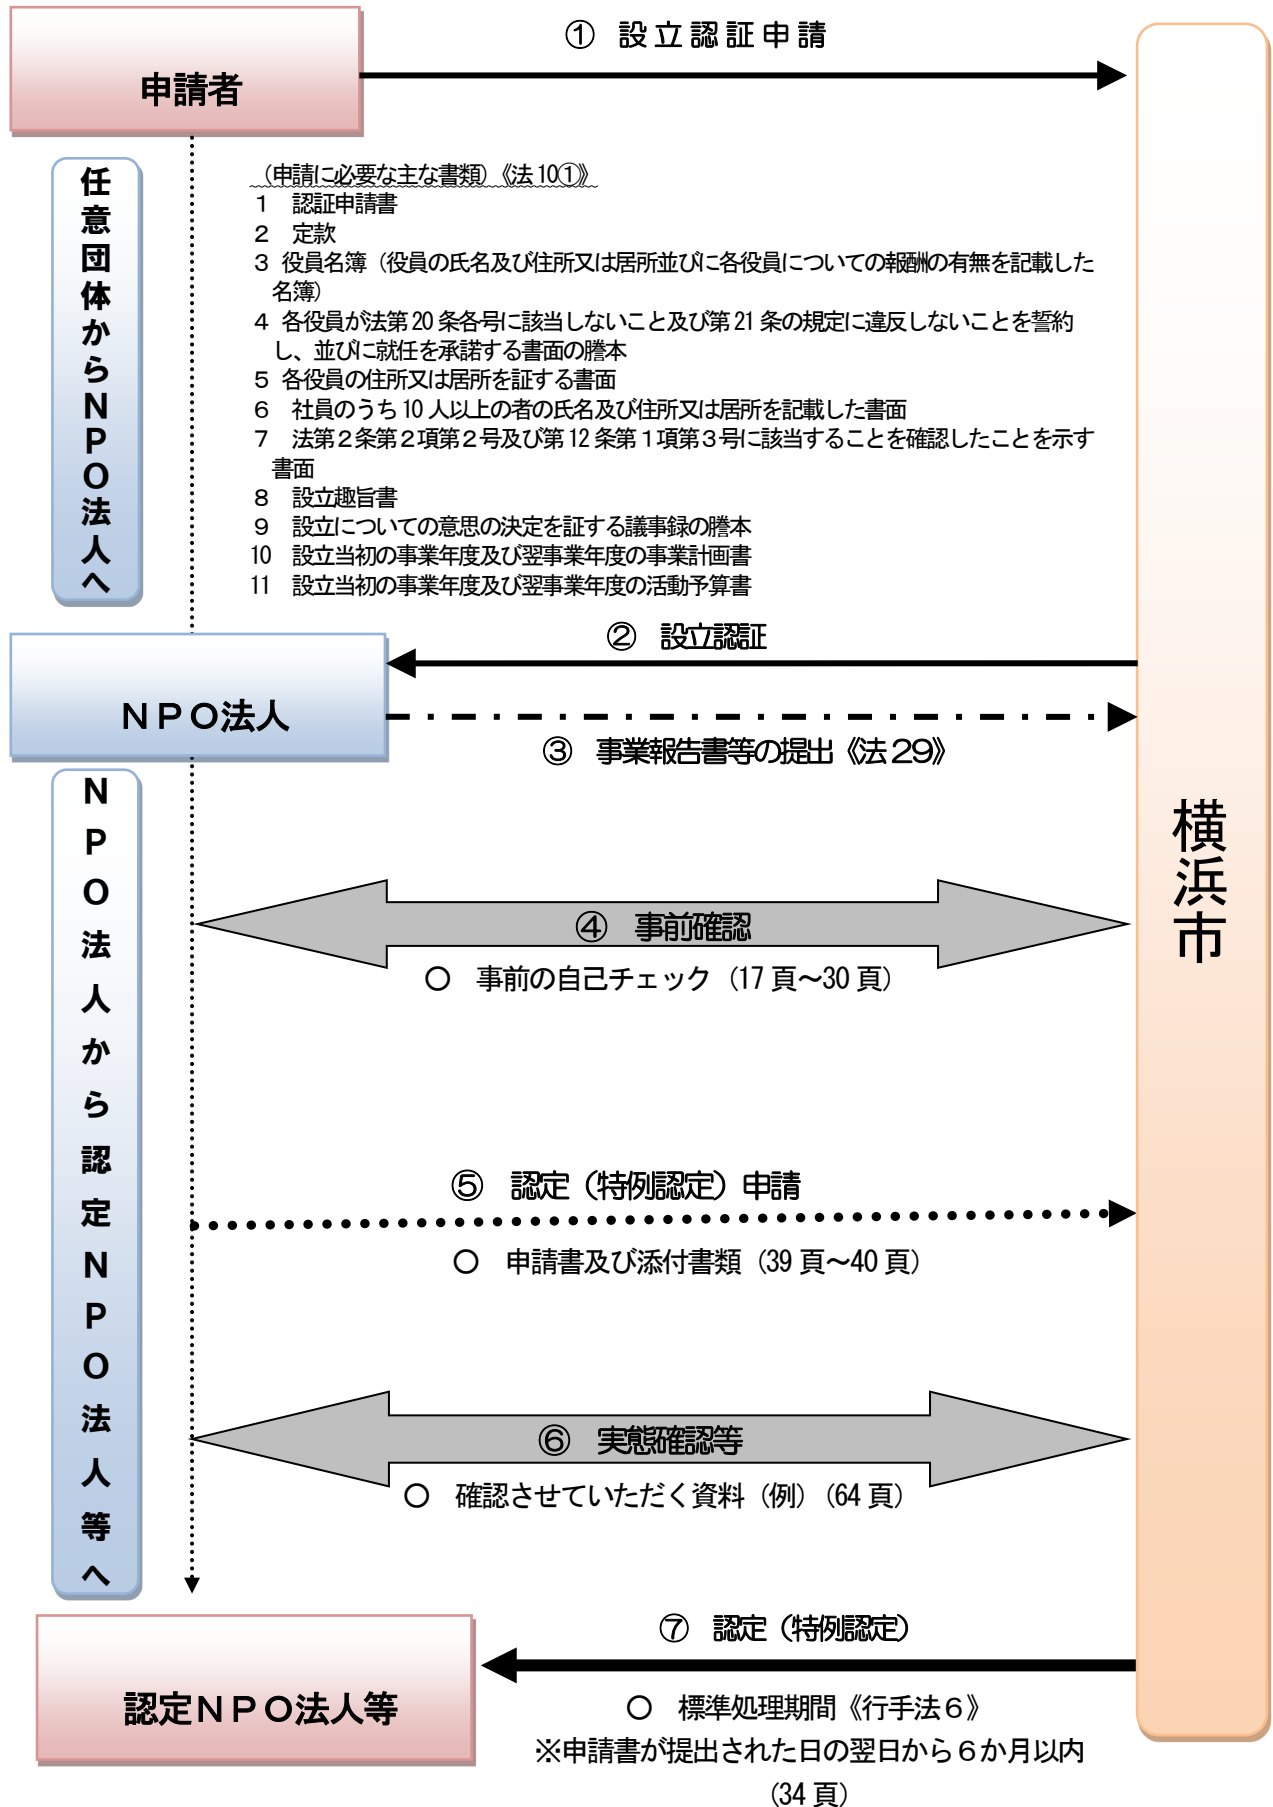 ① 設立認証申請
申請者
任意団体からNPO法人へ
（申請に必要な主な書類）《法10①》
1 認証申請書
2 定款
3 役員名簿（役員の氏名及び住所又は居所並びに各役員についての報酬の有無を記載した
名簿）
4 各役員が法第20条各号に該当しないこと及び第21条の規定に違反しないことを誓約
し、並びに就任を承諾する書面の謄本
5 各役員の住所又は居所を証する書面
6 社員のうち10人以上の者の氏名及び住所又は居所を記載した書面
7 法第２条第２項第２号及び第12条第１項第３号に該当することを確認したことを示す
書面
8 設立趣旨書
9 設立についての意思の決定を証する議事録の謄本
10 設立当初の事業年度及び翌事業年度の事業計画書
11 設立当初の事業年度及び翌事業年度の活動予算書
② 設立認証
ＮＰＯ法人
③ 事業報告書等の提出《法29》
横浜市
ＮＰＯ法人から認定ＮＰＯ法人等へ
④ 事前確認
○ 事前の自己チェック（17頁～30頁）
⑤ 認定（特例認定）申請
○ 申請書及び添付書類（39頁～40頁）
⑥ 実態確認等
○ 確認させていただく資料（例）（64頁）
⑦ 認定（特例認定）
認定ＮＰＯ法人等
○ 標準処理期間《行手法６》
※申請書が提出された日の翌日から６か月以内
（34頁）